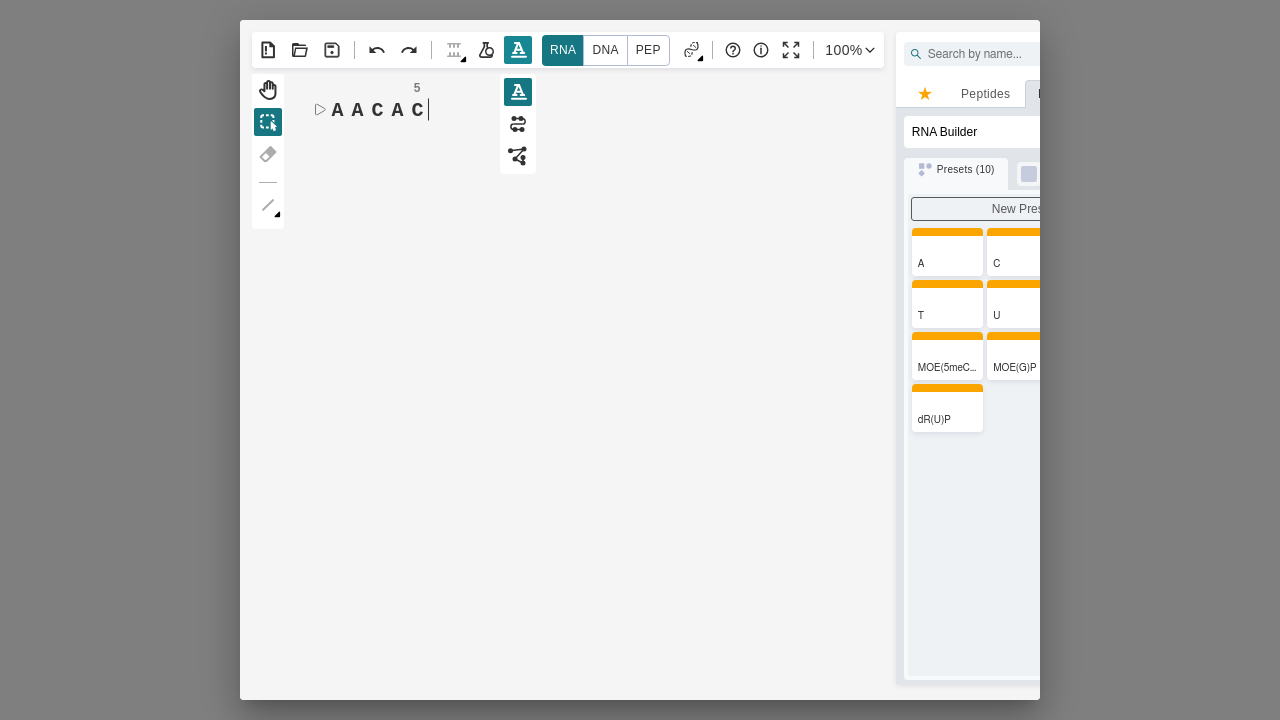 RNA DNA PEP 100%
Search by name...
5
AACAC
Peptides
RNA Builder
Presets (10)
New Pres
A C
T U
MOE(5meC... MOE(G)P
dR(U)P